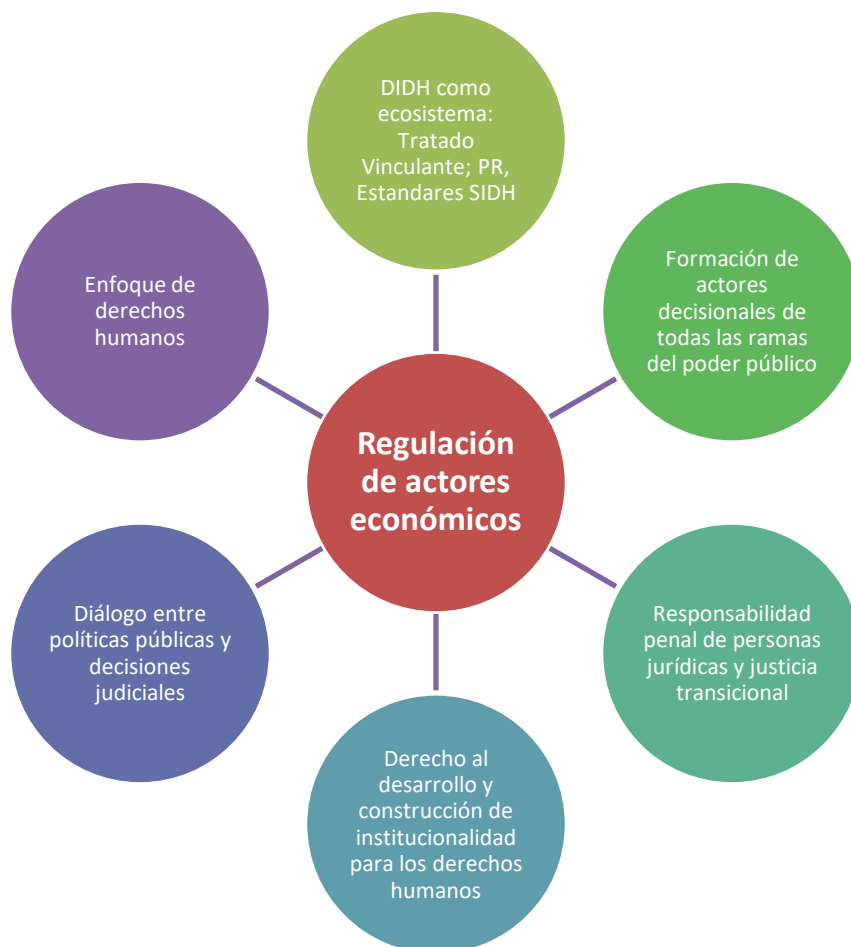 DIDH como
ecosistema:
Tratado
Vinculante; PR,
Estandares SIDH
Formación de
actores
decisionales de
todas las ramas
del poder público
Responsabilidad
penal de personas
jurídicas y justicia
transicional
Derecho al
desarrollo y
construcción de
institucionalidad
para los derechos
humanos
Diálogo entre
políticas públicas y
decisiones
judiciales
Enfoque de
derechos
humanos
Regulación
de actores
económicos